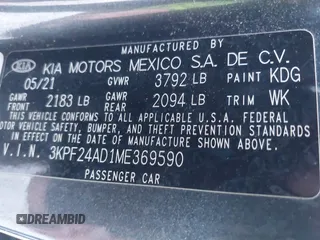 KIA KIA MOTORS MEXICO S.A. DE C.V.
05/21 GVWR 3792 LB PAINT KDG
GAWR FRONT 2183 LB GAWR REAR 2094 LB TRIM WK
THIS VEHICLE CONFORMS TO ALL APPLICABLE U.S.A. FEDERAL
MOTOR VEHICLE SAFETY, BUMPER, AND THEFT PREVENTION STANDARDS
IN EFFECT ON THE DATE OF MANUFACTURE SHOWN ABOVE.
V.I.N. 3KPF24AD1ME369590
PASSENGER CAR
DREAMBID